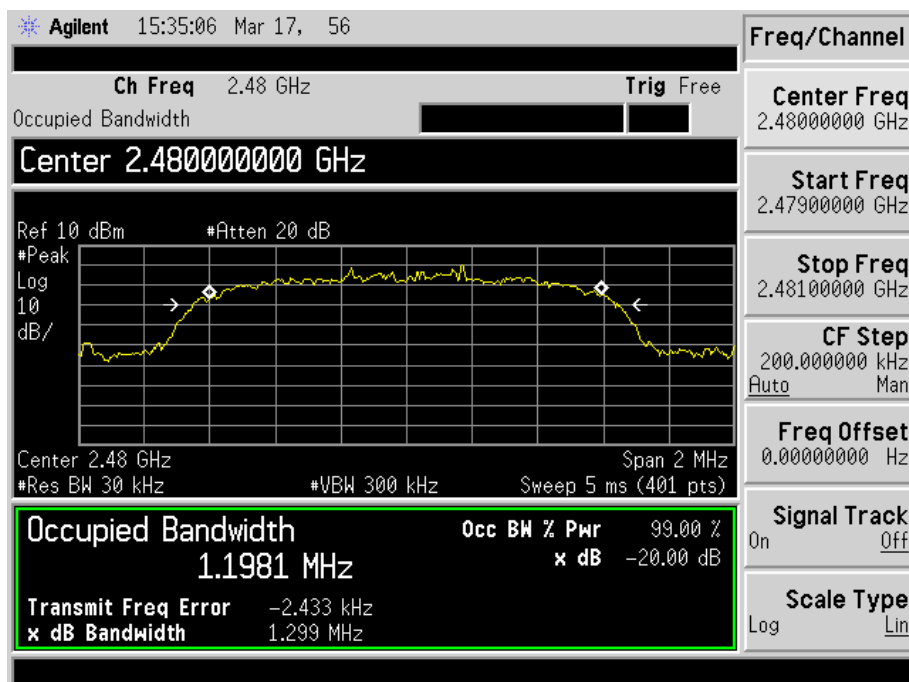 Agilent 15:35:06 Mar 17, 56
Ch Freq 2.48 GHz Trig Free
Occupied Bandwidth
Center 2.480000000 GHz
Ref 10 dBm #Atten 20 dB
#Peak
Log
10
dB/
Center 2.48 GHz Span 2 MHz
#Res BW 30 kHz #VBW 300 kHz Sweep 5 ms (401 pts)
Occupied Bandwidth Occ BW % Pwr 99.00 %
1.1981 MHz x dB -20.00 dB
Transmit Freq Error -2.433 kHz
x dB Bandwidth 1.299 MHz
Freq/Channel
Center Freq
2.48000000 GHz
Start Freq
2.47900000 GHz
Stop Freq
2.48100000 GHz
CF Step
200.000000 kHz
Auto Man
Freq Offset
0.00000000 Hz
Signal Track
On Off
Scale Type
Log Lin